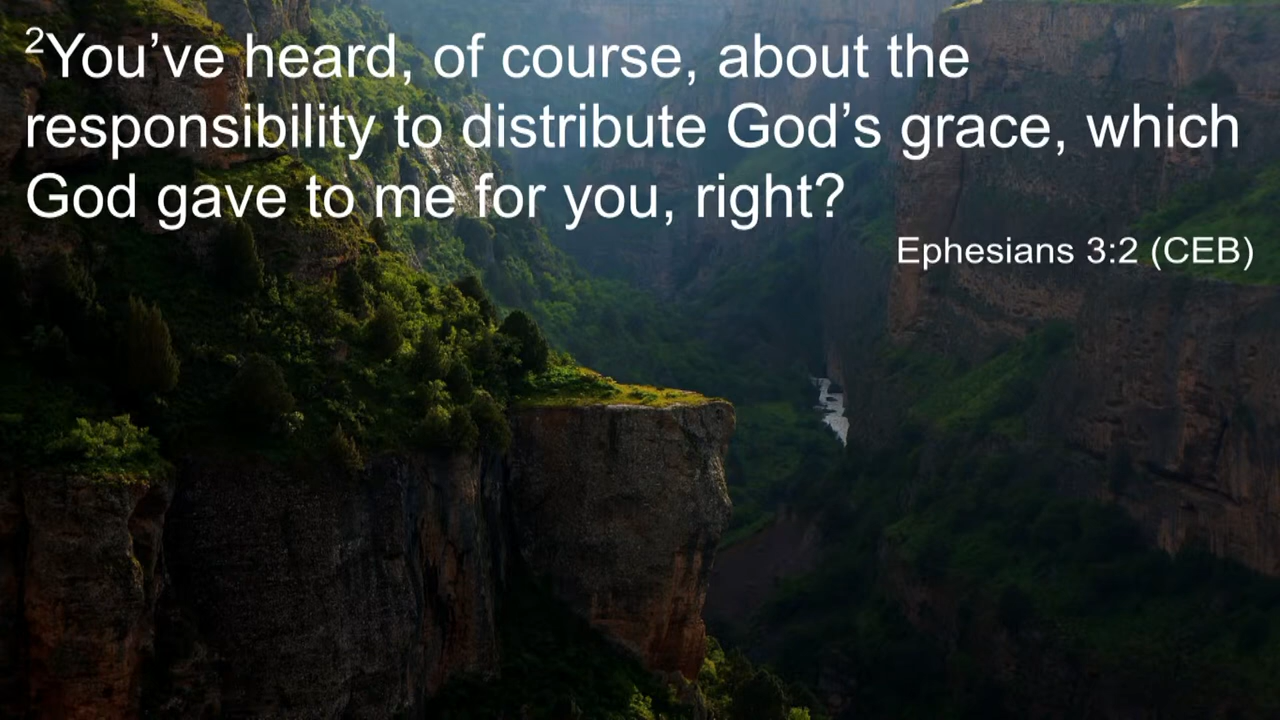 ²You’ve heard, of course, about the
responsibility to distribute God’s grace, which
God gave to me for you, right?
Ephesians 3:2 (CEB)